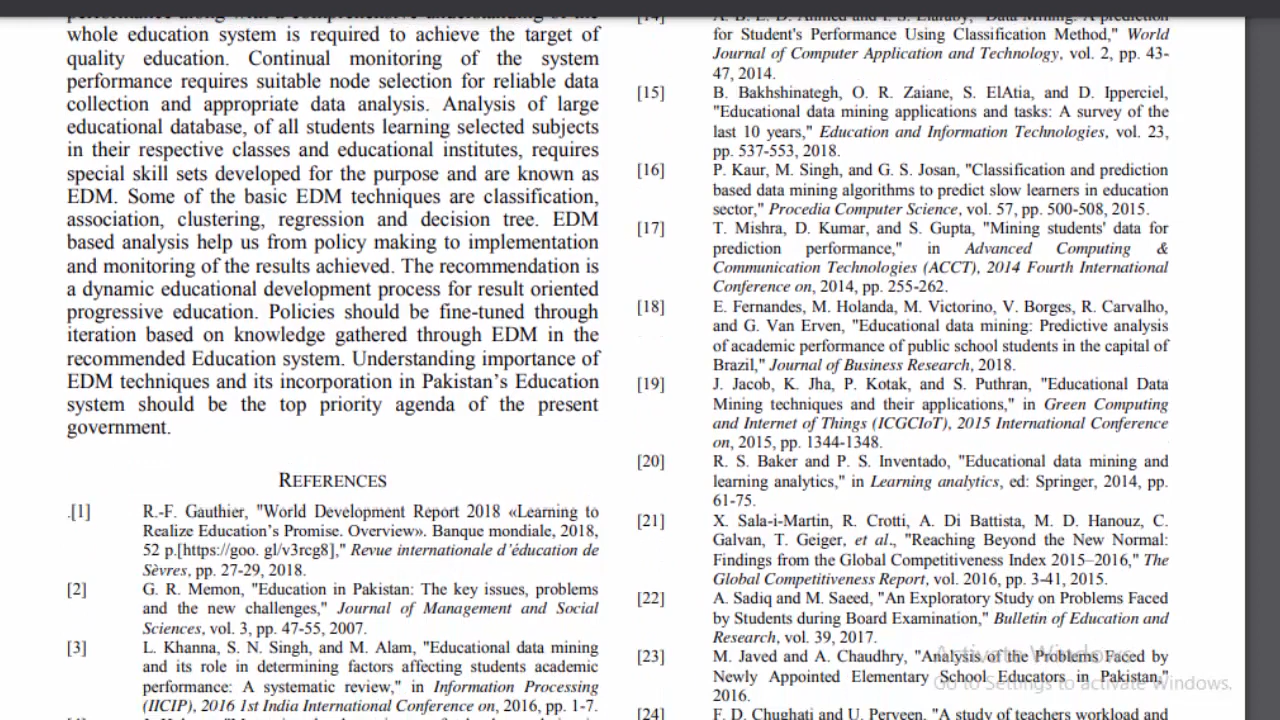 whole education system is required to achieve the target of
quality education. Continual monitoring of the system
performance requires suitable node selection for reliable data
collection and appropriate data analysis. Analysis of large
educational database, of all students learning selected subjects
in their respective classes and educational institutes, requires
special skill sets developed for the purpose and are known as
EDM. Some of the basic EDM techniques are classification,
association, clustering, regression and decision tree. EDM
based analysis help us from policy making to implementation
and monitoring of the results achieved. The recommendation is
a dynamic educational development process for result oriented
progressive education. Policies should be fine-tuned through
iteration based on knowledge gathered through EDM in the
recommended Education system. Understanding importance of
EDM techniques and its incorporation in Pakistan's Education
system should be the top priority agenda of the present
government.
REFERENCES
.[1] R.-F. Gauthier, "World Development Report 2018 «Learning to
Realize Education's Promise. Overview». Banque mondiale, 2018,
52 p.[https://goo. gl/v3rcg8]," Revue internationale d'éducation de
Sèvres, pp. 27-29, 2018.
[2] G. R. Memon, "Education in Pakistan: The key issues, problems
and the new challenges," Journal of Management and Social
Sciences, vol. 3, pp. 47-55, 2007.
[3] L. Khanna, S. N. Singh, and M. Alam, "Educational data mining
and its role in determining factors affecting students academic
performance: A systematic review," in Information Processing
(IICIP), 2016 1st India International Conference on, 2016, pp. 1-7.
for Student's Performance Using Classification Method," World
Journal of Computer Application and Technology, vol. 2, pp. 43-
47, 2014.
[15] B. Bakhshinategh, O. R. Zaiane, S. ElAtia, and D. Ipperciel,
"Educational data mining applications and tasks: A survey of the
last 10 years," Education and Information Technologies, vol. 23,
pp. 537-553, 2018.
[16] P. Kaur, M. Singh, and G. S. Josan, "Classification and prediction
based data mining algorithms to predict slow learners in education
sector," Procedia Computer Science, vol. 57, pp. 500-508, 2015.
[17] T. Mishra, D. Kumar, and S. Gupta, "Mining students' data for
prediction performance," in Advanced Computing &
Communication Technologies (ACCT), 2014 Fourth International
Conference on, 2014, pp. 255-262.
[18] E. Fernandes, M. Holanda, M. Victorino, V. Borges, R. Carvalho,
and G. Van Erven, "Educational data mining: Predictive analysis
of academic performance of public school students in the capital of
Brazil," Journal of Business Research, 2018.
[19] J. Jacob, K. Jha, P. Kotak, and S. Puthran, "Educational Data
Mining techniques and their applications," in Green Computing
and Internet of Things (ICGCIoT), 2015 International Conference
on, 2015, pp. 1344-1348.
[20] R. S. Baker and P. S. Inventado, "Educational data mining and
learning analytics," in Learning analytics, ed: Springer, 2014, pp.
61-75.
[21] X. Sala-i-Martin, R. Crotti, A. Di Battista, M. D. Hanouz, C.
Galvan, T. Geiger, et al., "Reaching Beyond the New Normal:
Findings from the Global Competitiveness Index 2015–2016," The
Global Competitiveness Report, vol. 2016, pp. 3-41, 2015.
[22] A. Sadiq and M. Saeed, "An Exploratory Study on Problems Faced
by Students during Board Examination," Bulletin of Education and
Research, vol. 39, 2017.
[23] M. Javed and A. Chaudhry, "Analysis of the Problems Faced by
Newly Appointed Elementary School Educators in Pakistan,"
2016.
[24] F. D. Chughati and U. Perveen, "A study of teachers workload and
Activate Windows
Go to Settings to activate Windows.